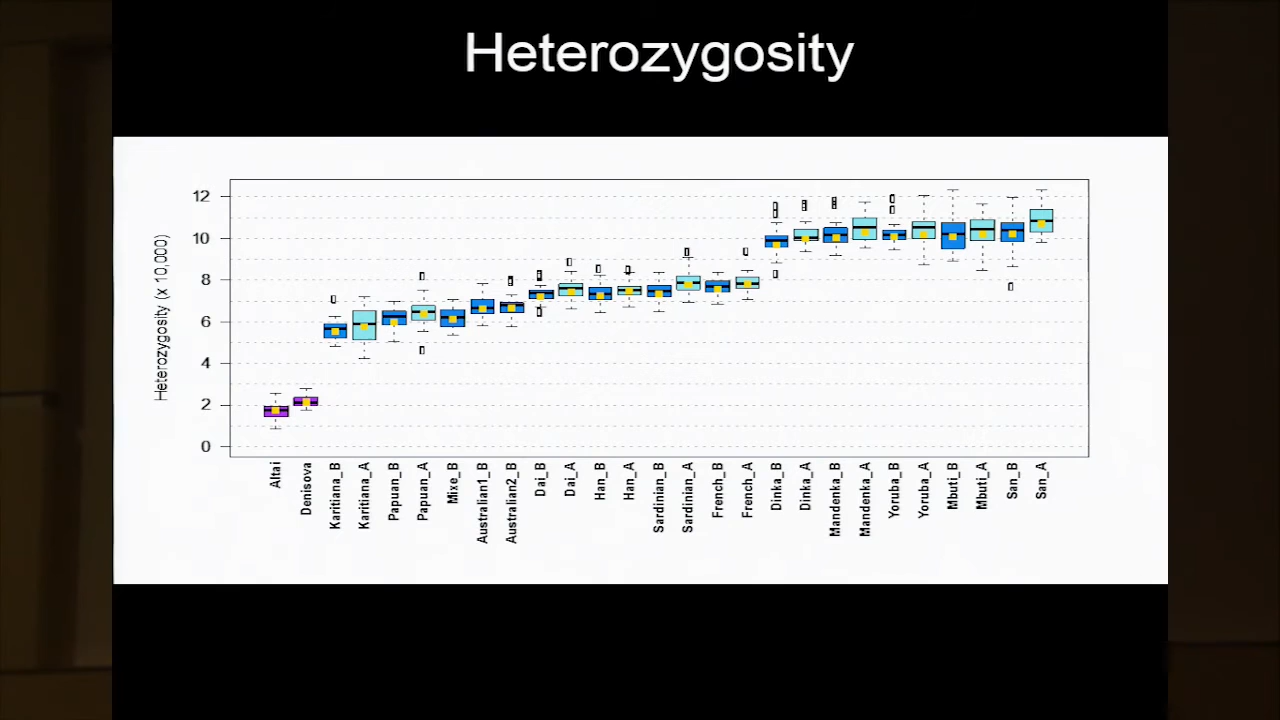 Heterozygosity
Heterozygosity (x 10,000)
12
10
8
6
4
2
0
Altai
Denisova
Karitiana_B
Karitiana_A
Papuan_B
Papuan_A
Mixe_B
Australian1_B
Australian2_B
Dai_B
Dai_A
Han_B
Han_A
Sardinian_B
Sardinian_A
French_B
French_A
Dinka_B
Dinka_A
Mandenka_B
Mandenka_A
Yoruba_B
Yoruba_A
Mbuti_B
Mbuti_A
San_B
San_A